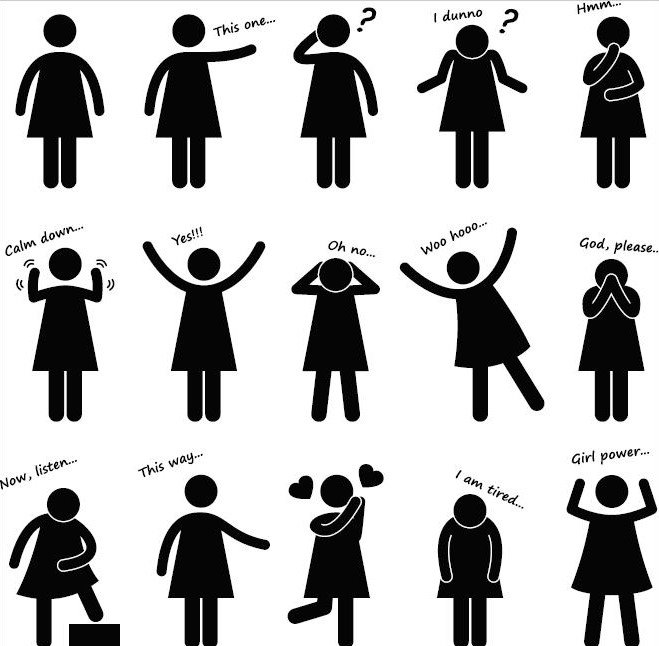 This one...
?
I dunno
?
Hmm...
Calm down...
Yes!!!
Oh no...
Woo hooo...
God, please..
Now, listen...
This way...
I am tired...
Girl power...